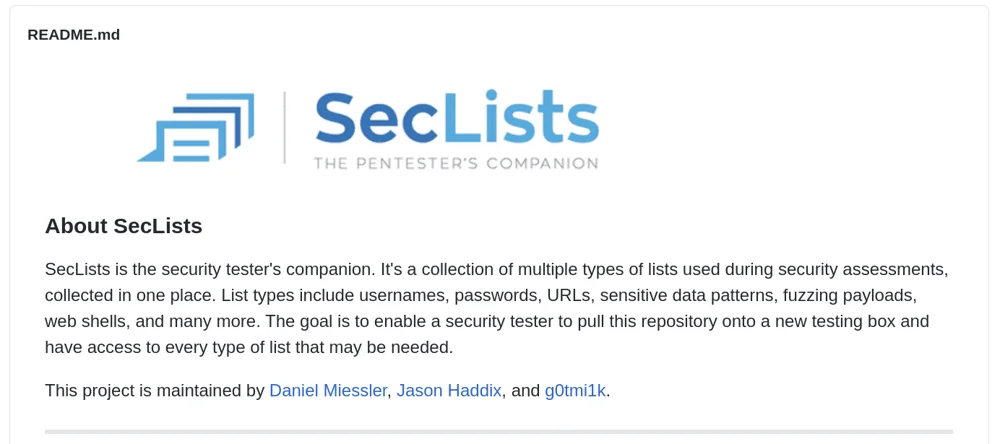 README.md
SecLists
THE PENTESTER'S COMPANION
About SecLists
SecLists is the security tester's companion. It's a collection of multiple types of lists used during security assessments,
collected in one place. List types include usernames, passwords, URLs, sensitive data patterns, fuzzing payloads,
web shells, and many more. The goal is to enable a security tester to pull this repository onto a new testing box and
have access to every type of list that may be needed.
This project is maintained by Daniel Miessler, Jason Haddix, and g0tmi1k.